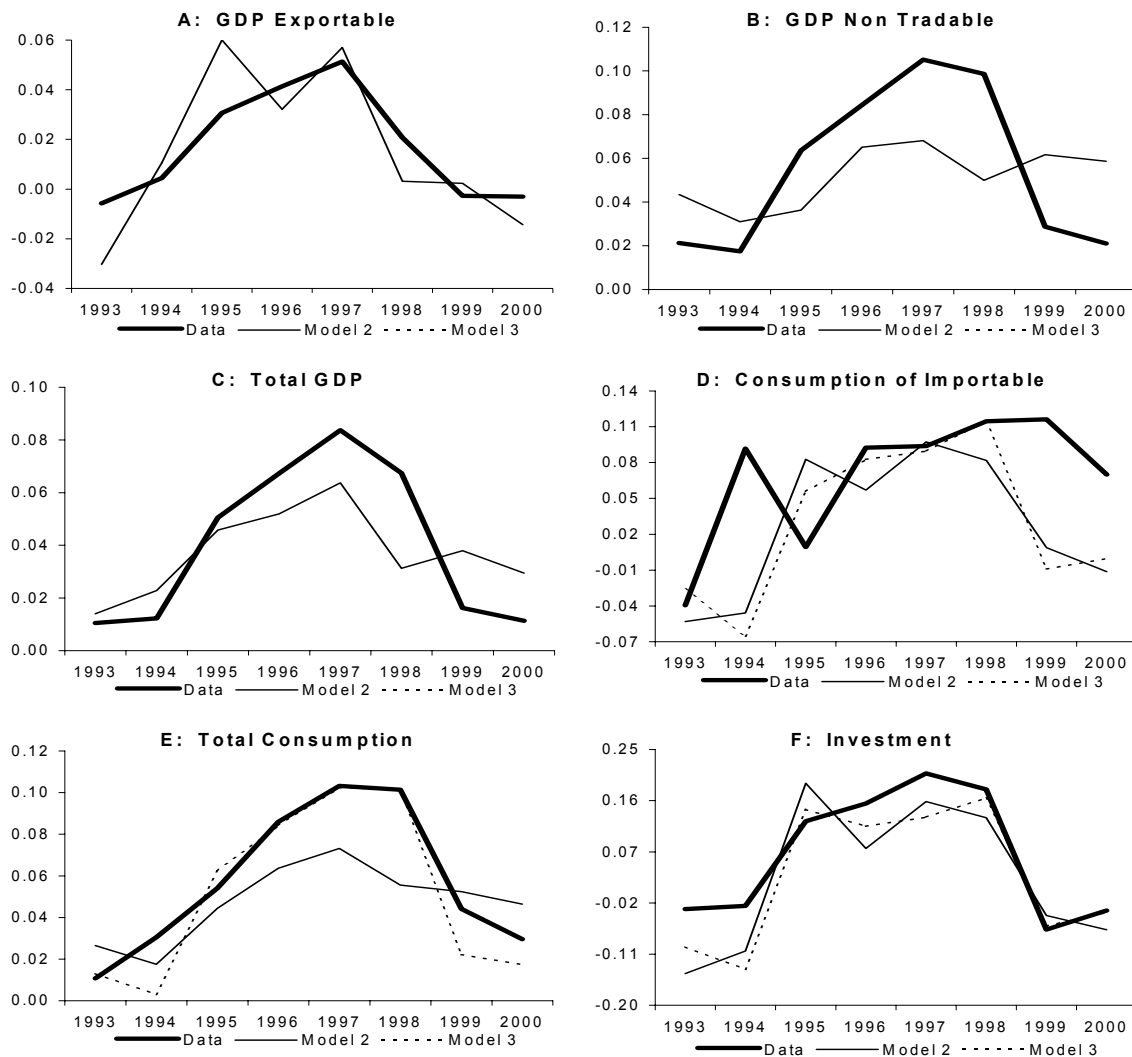 A: GDP Exportable
0.06
0.04
0.02
0.00
-0.02
-0.04
1993 1994 1995 1996 1997 1998 1999 2000
Data Model 2 Model 3
B: GDP Non Tradable
0.12
0.10
0.08
0.06
0.04
0.02
0.00
1993 1994 1995 1996 1997 1998 1999 2000
Data Model 2 Model 3
C: Total GDP
0.10
0.08
0.06
0.04
0.02
0.00
1993 1994 1995 1996 1997 1998 1999 2000
Data Model 2 Model 3
D: Consumption of Importable
0.14
0.11
0.08
0.05
0.02
-0.01
-0.04
-0.07
1993 1994 1995 1996 1997 1998 1999 2000
Data Model 2 Model 3
E: Total Consumption
0.12
0.10
0.08
0.06
0.04
0.02
0.00
1993 1994 1995 1996 1997 1998 1999 2000
Data Model 2 Model 3
F: Investment
0.25
0.16
0.07
-0.02
-0.11
-0.20
1993 1994 1995 1996 1997 1998 1999 2000
Data Model 2 Model 3